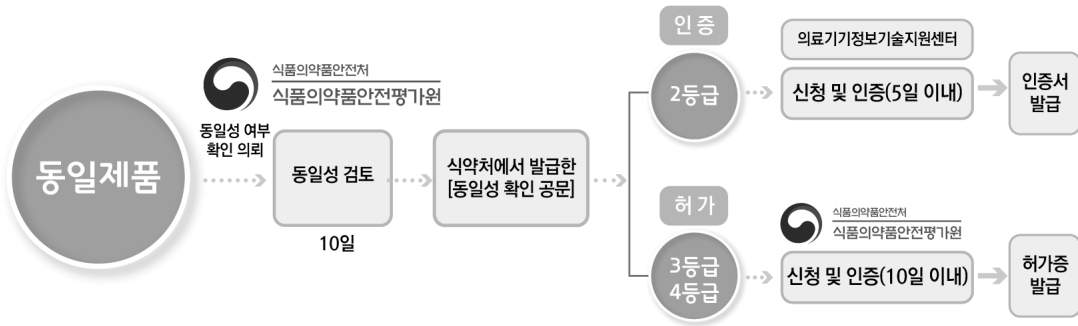 동일제품
식품의약품안전처
식품의약품안전평가원
동일성 여부
확인 의뢰
동일성 검토
10일
식약처에서 발급한
[동일성 확인 공문]
인 증
2등급
의료기기정보기술지원센터
신청 및 인증(5일 이내)
인증서
발급
허 가
3등급
4등급
식품의약품안전처
식품의약품안전평가원
신청 및 인증(10일 이내)
허가증
발급